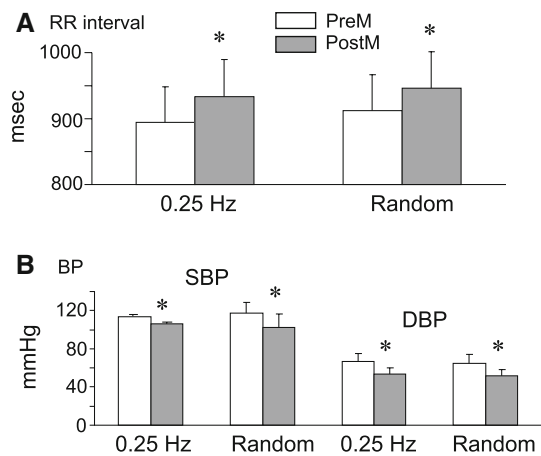 A RR interval
PreM
PostM
msec
1000
900
800
*
*
0.25 Hz Random
B BP
SBP
DBP
mmHg
120
80
40
0
*
*
*
*
0.25 Hz Random 0.25 Hz Random